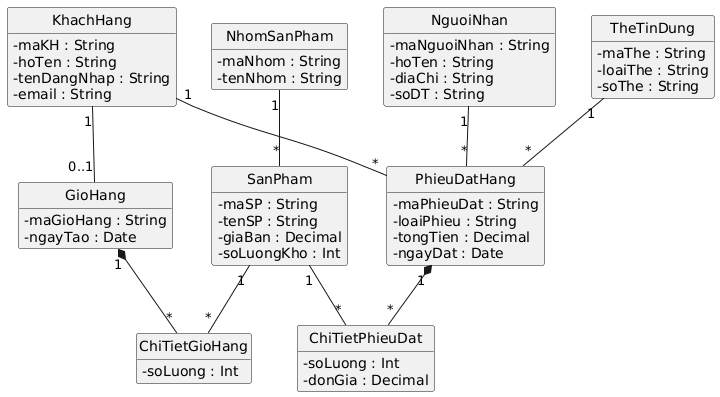 KhachHang
-maKH : String
-hoTen : String
-tenDangNhap : String
-email : String
NhomSanPham
-maNhom : String
-tenNhom : String
NguoiNhan
-maNguoiNhan : String
-hoTen : String
-diaChi : String
-soDT : String
TheTinDung
-maThe : String
-loaiThe : String
-soThe : String
1
1
1
1
1
0..1
*
*
*
*
GioHang
-maGioHang : String
-ngayTao : Date
SanPham
-maSP : String
-tenSP : String
-giaBan : Decimal
-soLuongKho : Int
PhieuDatHang
-maPhieuDat : String
-loaiPhieu : String
-tongTien : Decimal
-ngayDat : Date
1
1
1
1
*
*
*
*
ChiTietGioHang
-soLuong : Int
ChiTietPhieuDat
-soLuong : Int
-donGia : Decimal